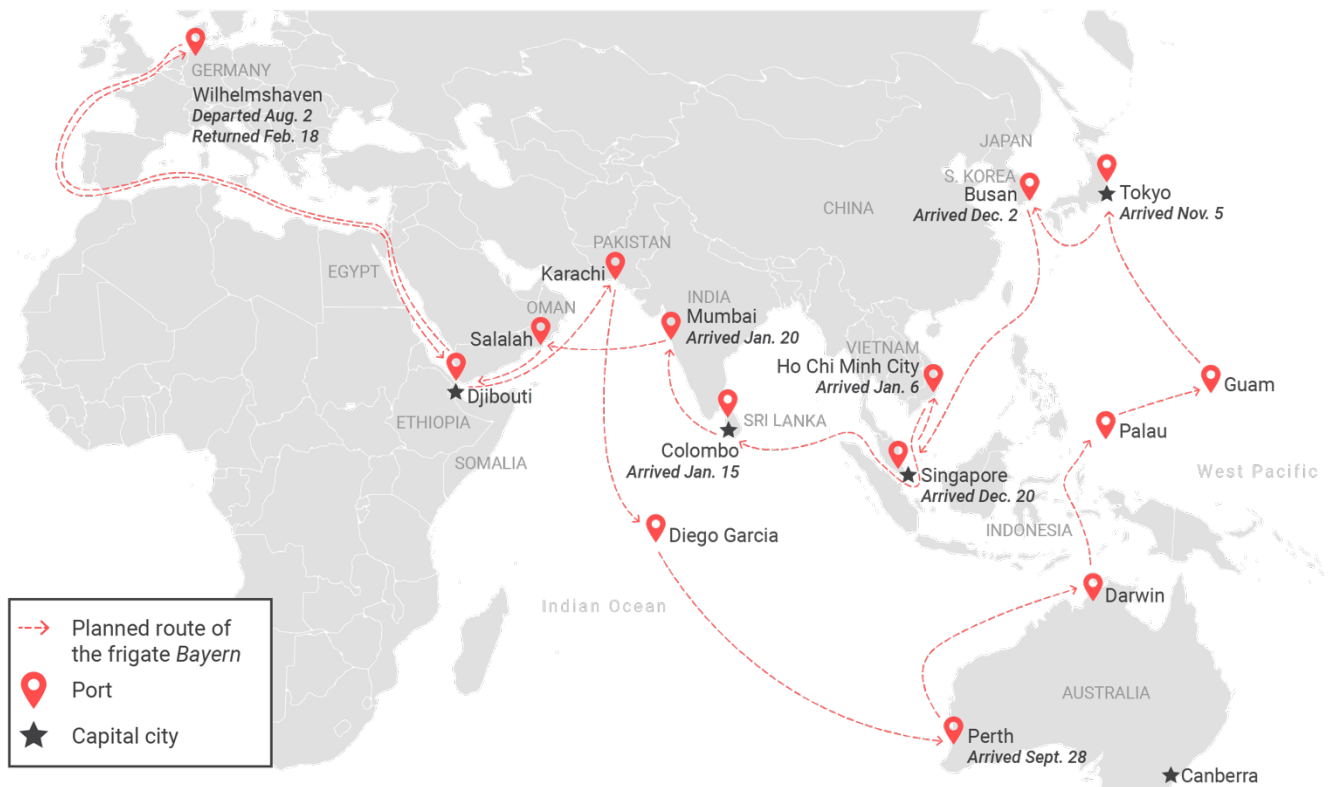 GERMANY
Wilhelmshaven
Departed Aug. 2
Returned Feb. 18
JAPAN
S. KOREA
Busan
Arrived Dec. 2
Tokyo
Arrived Nov. 5
CHINA
PAKISTAN
Karachi
EGYPT
OMAN
Salalah
INDIA
Mumbai
Arrived Jan. 20
VIETNAM
Ho Chi Minh City
Arrived Jan. 6
Djibouti
ETHIOPIA
SOMALIA
SRI LANKA
Colombo
Arrived Jan. 15
Guam
Palau
West Pacific
Singapore
Arrived Dec. 20
INDONESIA
Diego Garcia
Indian Ocean
Darwin
AUSTRALIA
Perth
Arrived Sept. 28
Canberra
Planned route of
the frigate Bayern
Port
Capital city